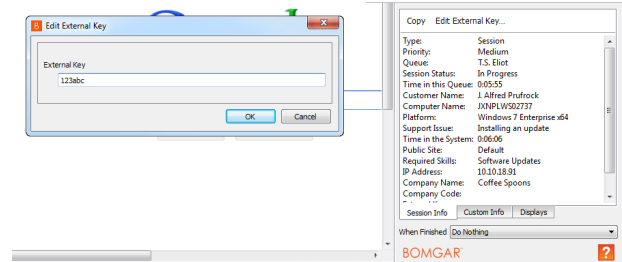 Edit External Key
External Key
123abc
OK Cancel
Copy Edit External Key...
Type: Session
Priority: Medium
Queue: T.S. Eliot
Session Status: In Progress
Time in this Queue: 0:05:55
Customer Name: J. Alfred Prufrock
Computer Name: JXNPLWS02737
Platform: Windows 7 Enterprise x64
Support Issue: Installing an update
Time in the System: 0:06:06
Public Site: Default
Required Skills: Software Updates
IP Address: 10.10.18.91
Company Name: Coffee Spoons
Company Code:
Session Info Custom Info Displays
When Finished Do Nothing
BOMGAR